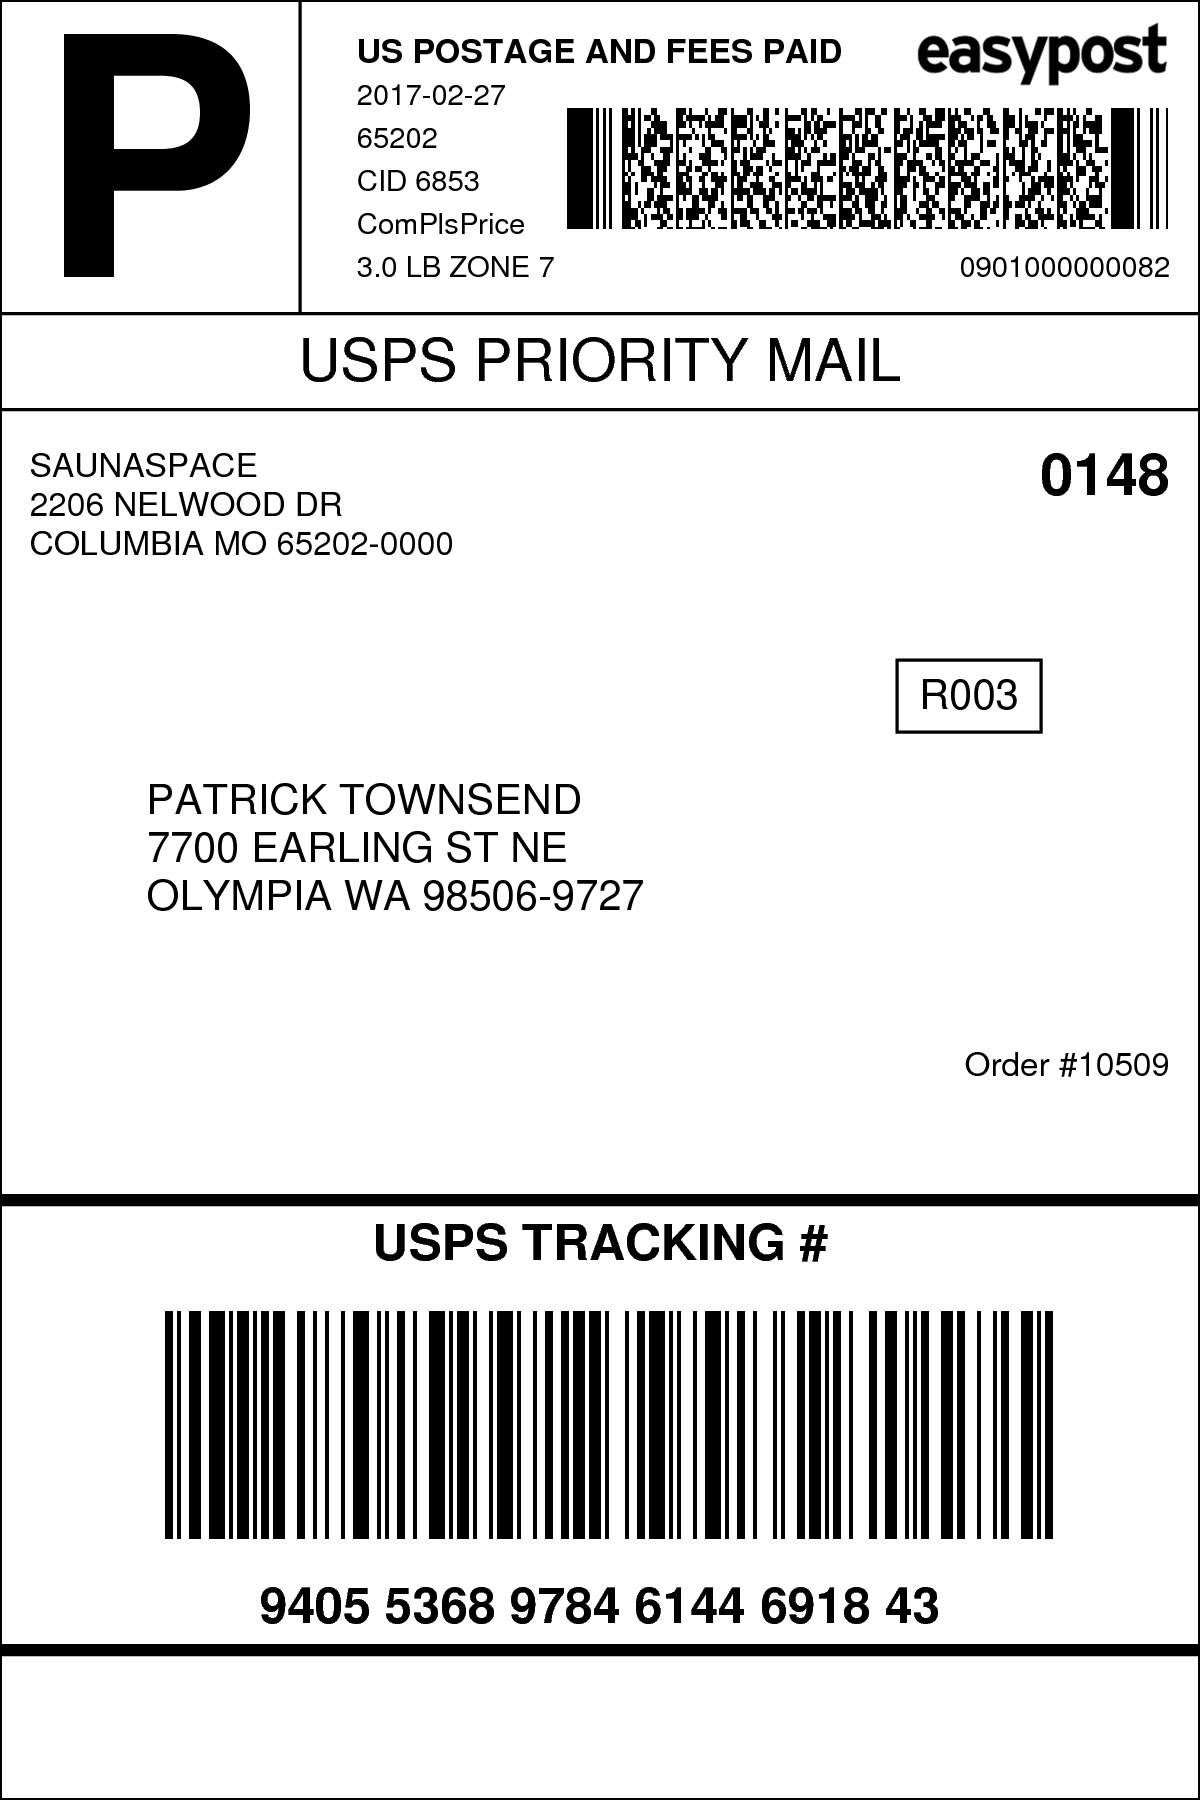 P
US POSTAGE AND FEES PAID
easypost
2017-02-27
65202
CID 6853
ComPlsPrice
3.0 LB ZONE 7
0901000000082
USPS PRIORITY MAIL
SAUNASPACE
2206 NELWOOD DR
COLUMBIA MO 65202-0000
0148
R003
PATRICK TOWNSEND
7700 EARLING ST NE
OLYMPIA WA 98506-9727
Order #10509
USPS TRACKING #
9405 5368 9784 6144 6918 43